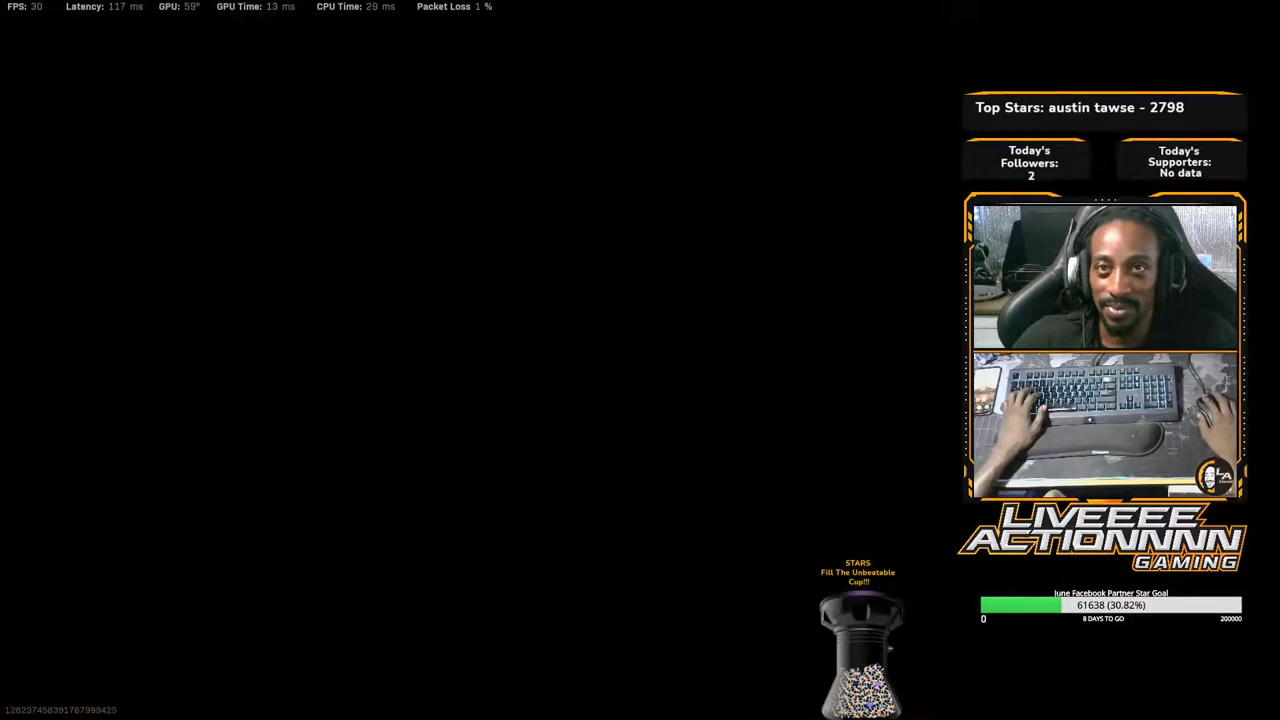 FPS: 30 Latency: 117 ms GPU: 59° GPU Time: 13 ms CPU Time: 29 ms Packet Loss 1 %
Top Stars: austin tawse - 2798
Today's
Followers:
2
Today's
Supporters:
No data
LA
LIVEEEE
ACTIONNNN
GAMING
STARS
Fill The Unbeatable
Cup!!!
June Facebook Partner Star Goal
61638 (30.82%)
0 8 DAYS TO GO 200000
128237458391767999425